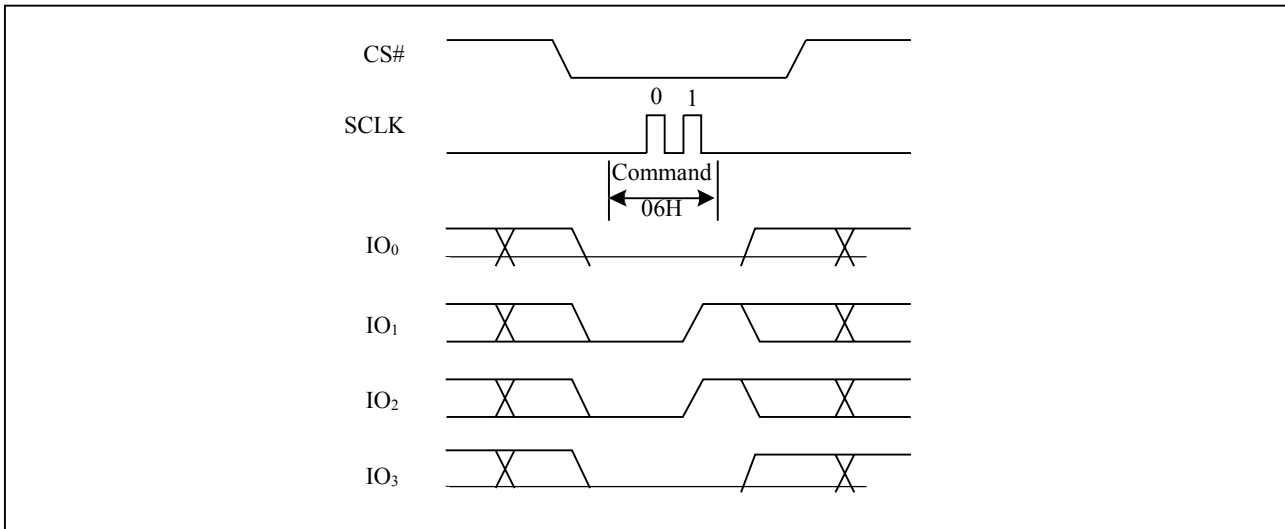 CS#
0 1
SCLK
Command
06H
IO₀
IO₁
IO₂
IO₃